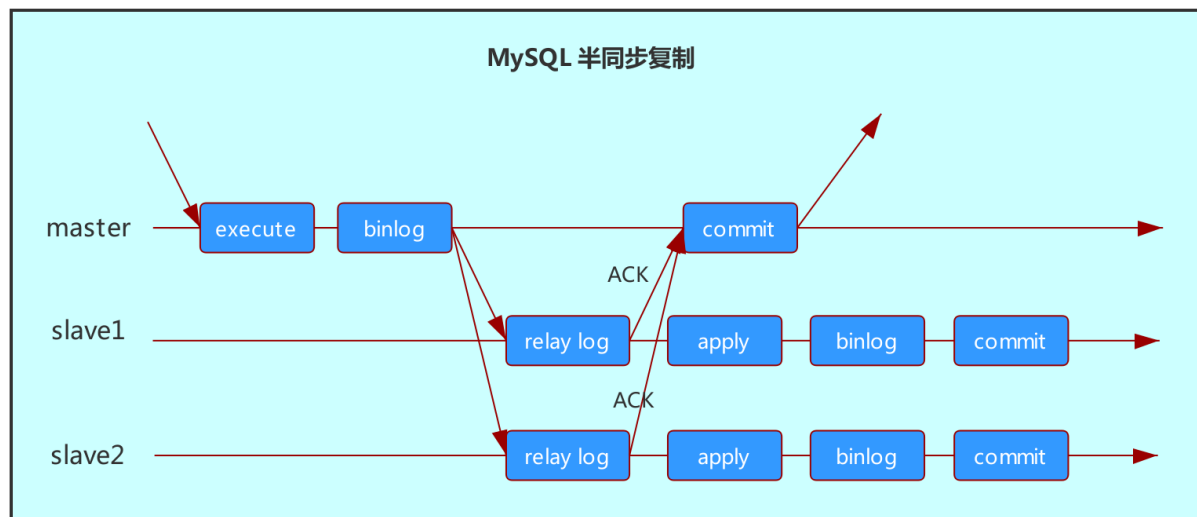 MySQL 半同步复制
master execute binlog commit
ACK
slave1 relay log apply binlog commit
ACK
slave2 relay log apply binlog commit